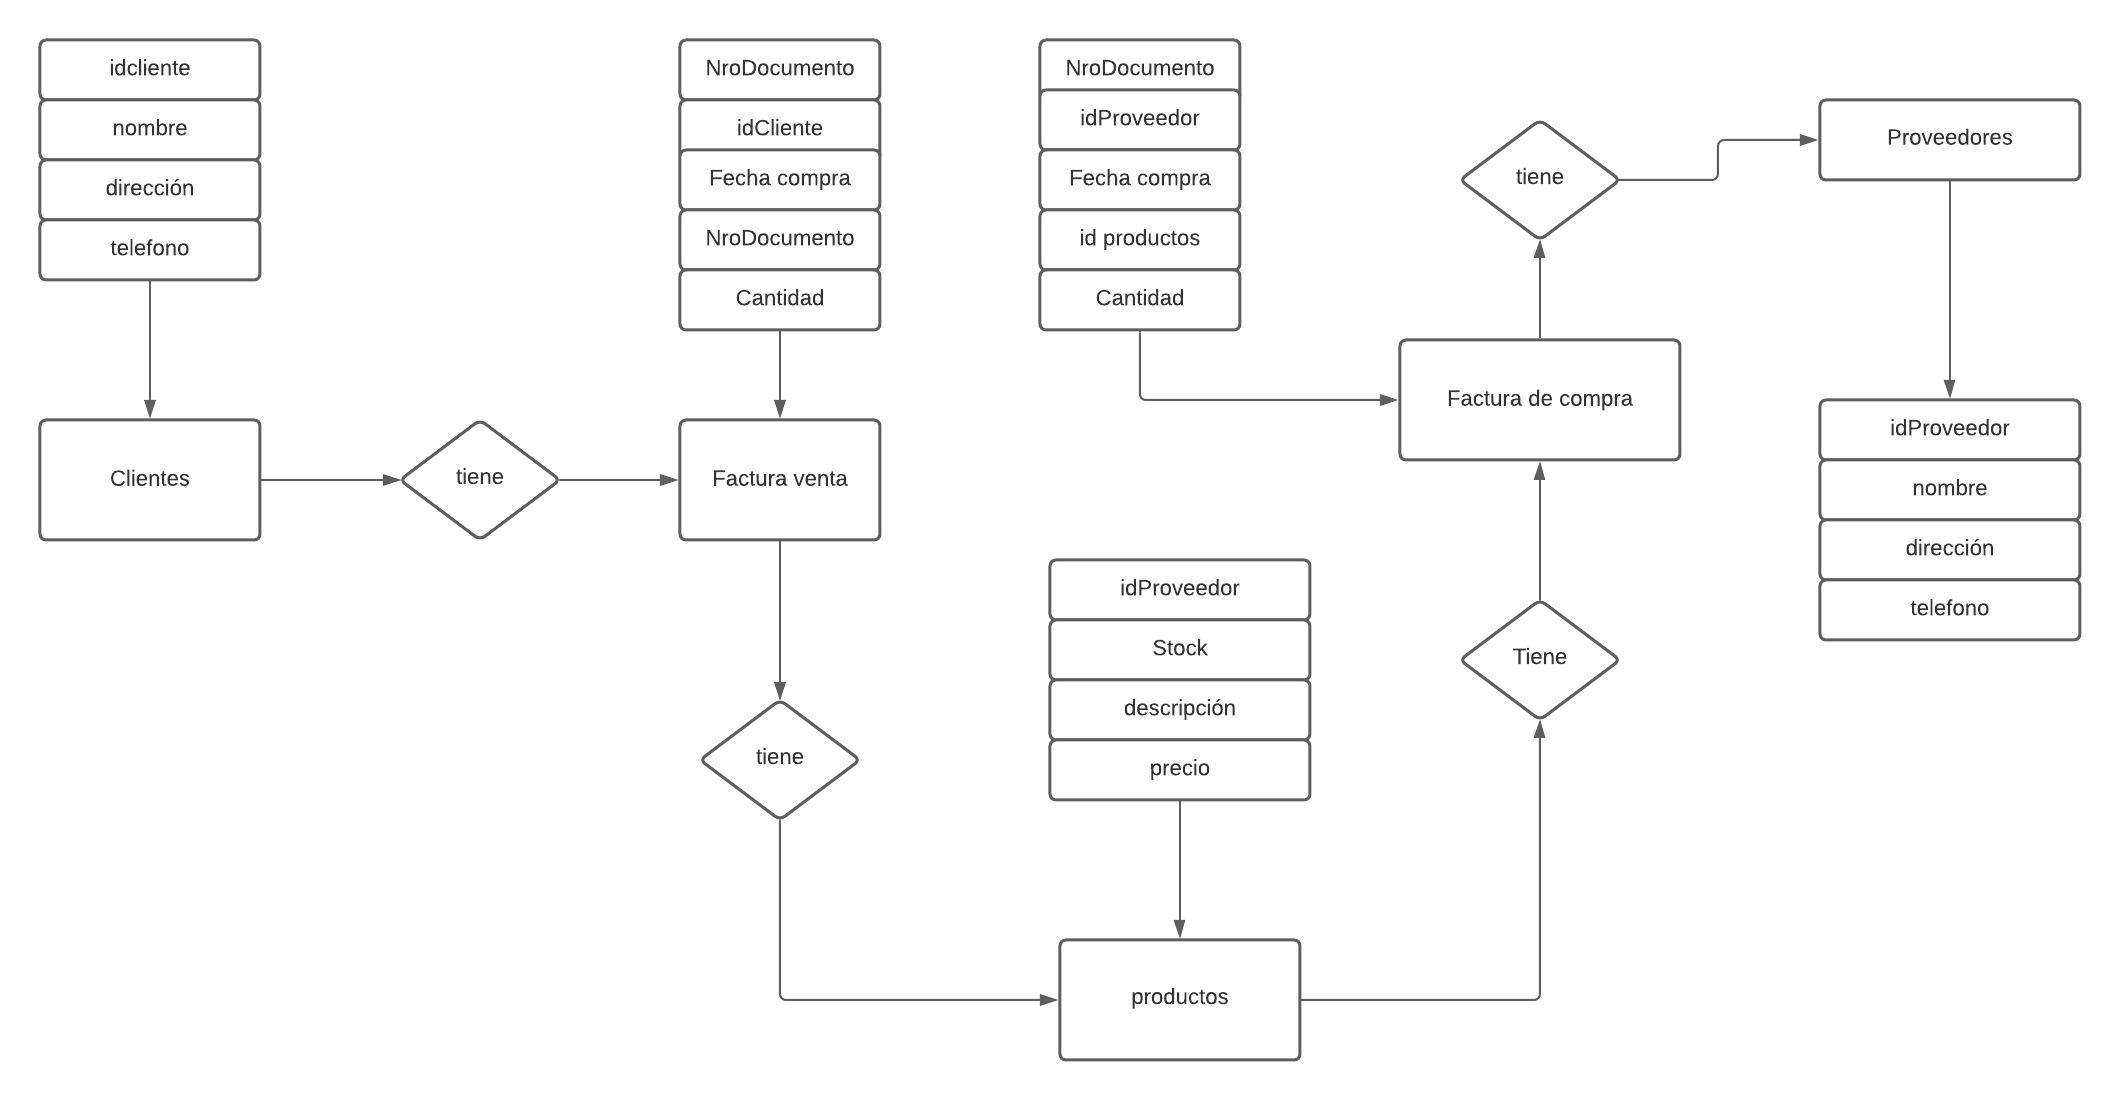 idcliente
nombre
dirección
telefono
Clientes
tiene
NroDocumento
idCliente
Fecha compra
NroDocumento
Cantidad
Factura venta
tiene
NroDocumento
idProveedor
Fecha compra
id productos
Cantidad
Factura de compra
tiene
Proveedores
idProveedor
nombre
dirección
telefono
idProveedor
Stock
descripción
precio
productos
Tiene